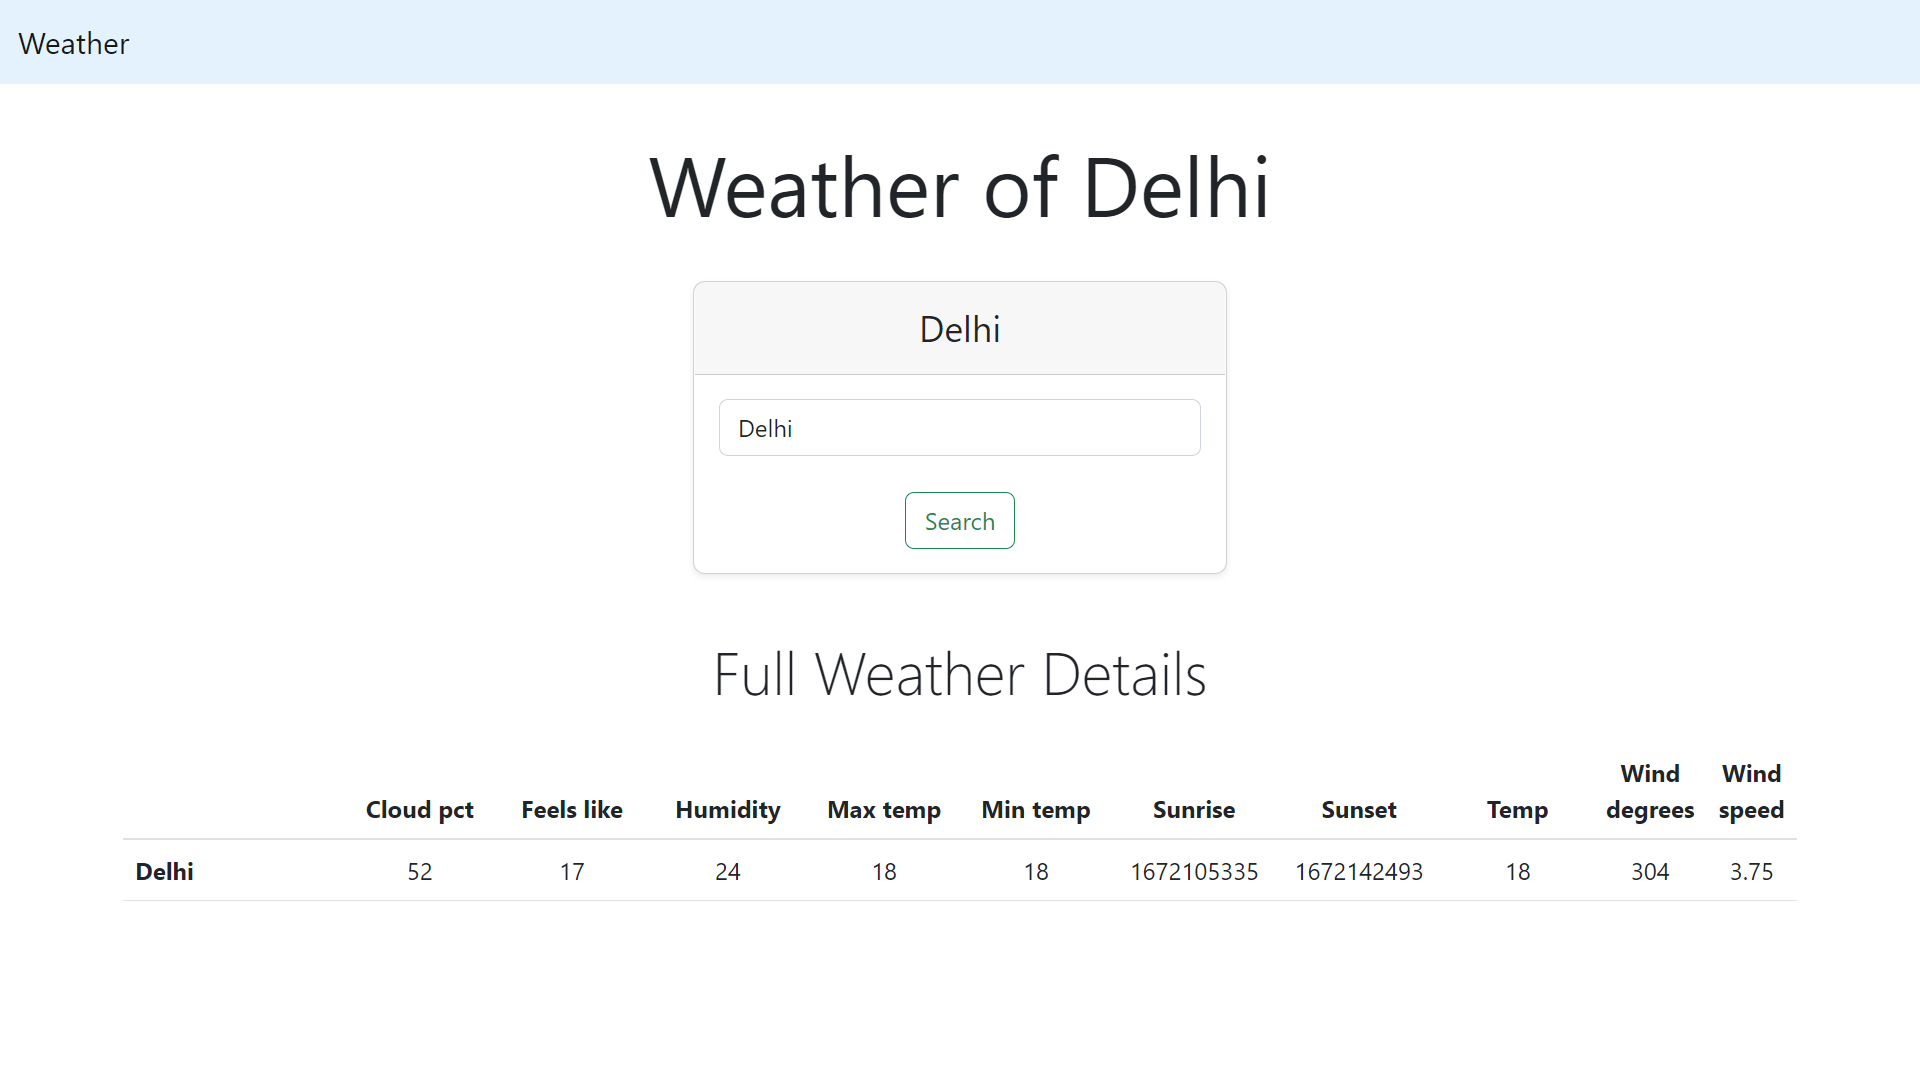 Weather
Weather of Delhi
Delhi
Delhi
Search
Full Weather Details
Cloud pct Feels like Humidity Max temp Min temp Sunrise Sunset Temp Wind degrees Wind speed
Delhi 52 17 24 18 18 1672105335 1672142493 18 304 3.75